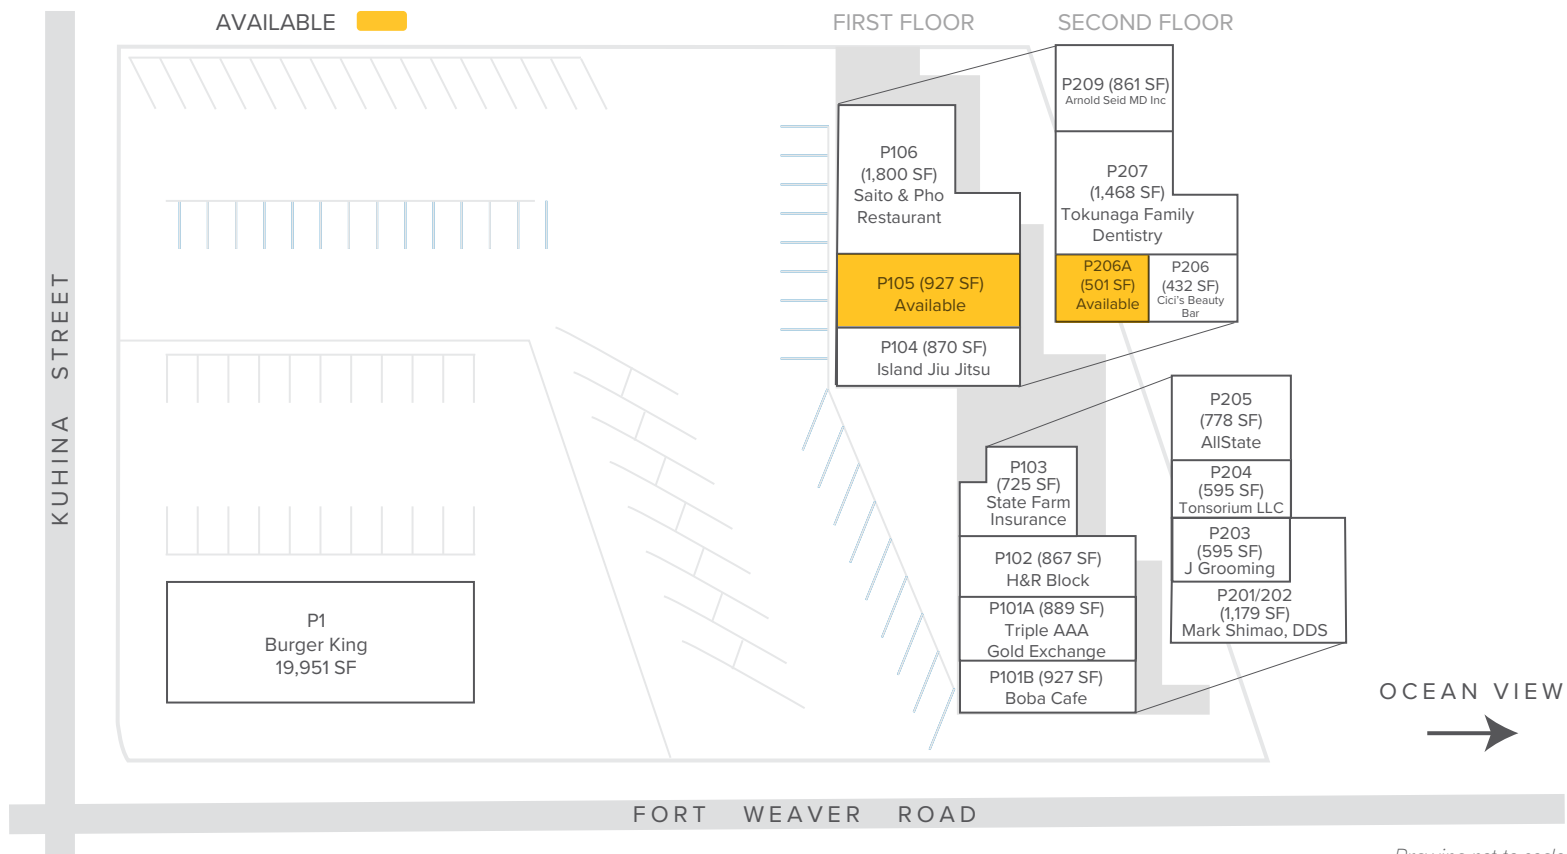 AVAILABLE
FIRST FLOOR
SECOND FLOOR
P209 (861 SF)
Arnold Seid MD Inc
P106
(1,800 SF)
Saito & Pho
Restaurant
P207
(1,468 SF)
Tokunaga Family
Dentistry
P105 (927 SF)
Available
P206A
(501 SF)
Available
P206
(432 SF)
Cici's Beauty
Bar
P104 (870 SF)
Island Jiu Jitsu
P205
(778 SF)
AllState
P103
(725 SF)
State Farm
Insurance
P204
(595 SF)
Tonsorium LLC
P102 (867 SF)
H&R Block
P203
(595 SF)
J Grooming
P101A (889 SF)
Triple AAA
Gold Exchange
P201/202
(1,179 SF)
Mark Shimao, DDS
P101B (927 SF)
Boba Cafe
P1
Burger King
19,951 SF
KUHINA STREET
OCEAN VIEW
FORT WEAVER ROAD
Drawing not to scale